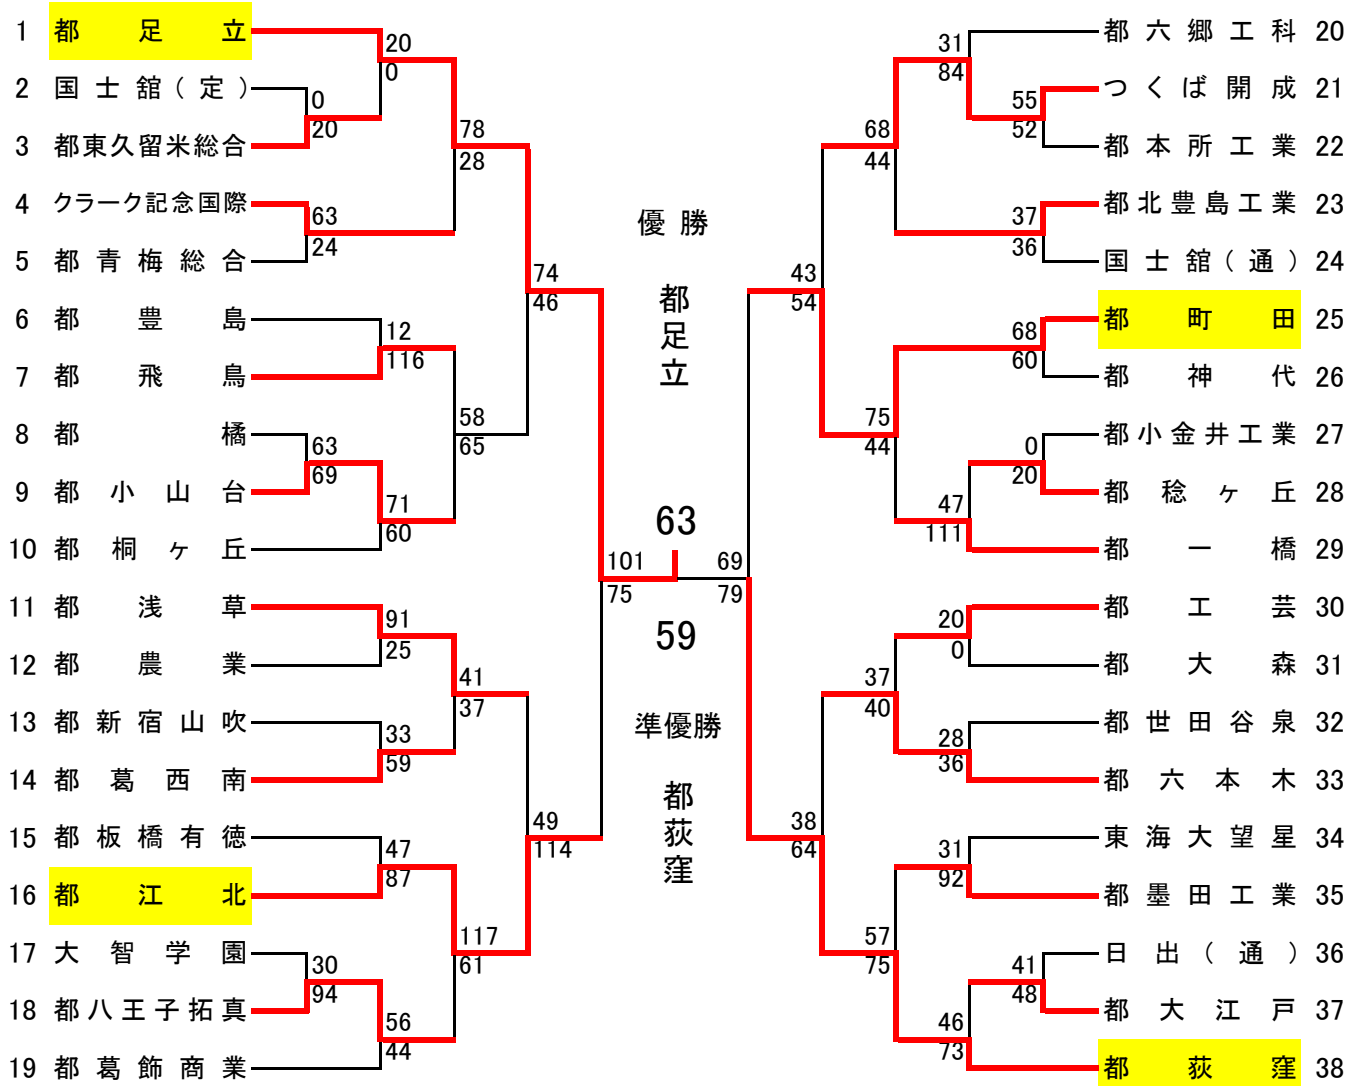 1 都足立
20
0
2 国士舘(定)
0
20
3 都東久留米総合
78
28
4 クラーク記念国際
63
24
5 都青梅総合
74
46
6 都豊島
12
116
7 都飛鳥
58
65
8 都橘
63
69
9 都小山台
71
60
10 都桐ヶ丘
101
75
11 都浅草
91
25
12 都農業
41
37
13 都新宿山吹
33
59
14 都葛西南
49
114
15 都板橋有徳
47
87
16 都江北
117
61
17 大智学園
30
94
18 都八王子拓真
56
44
19 都葛飾商業
優勝
都足立
63
59
準優勝
都荻窪
都六郷工科 20
31
84
つくば開成 21
55
52
都本所工業 22
68
44
都北豊島工業 23
37
36
国士舘(通) 24
43
54
都町田 25
68
60
都神代 26
75
44
都小金井工業 27
0
20
都稔ヶ丘 28
47
111
都一橋 29
69
79
都工芸 30
20
0
都大森 31
37
40
都世田谷泉 32
28
36
都六本木 33
38
64
東海大望星 34
31
92
都墨田工業 35
57
75
日出(通) 36
41
48
都大江戸 37
46
73
都荻窪 38